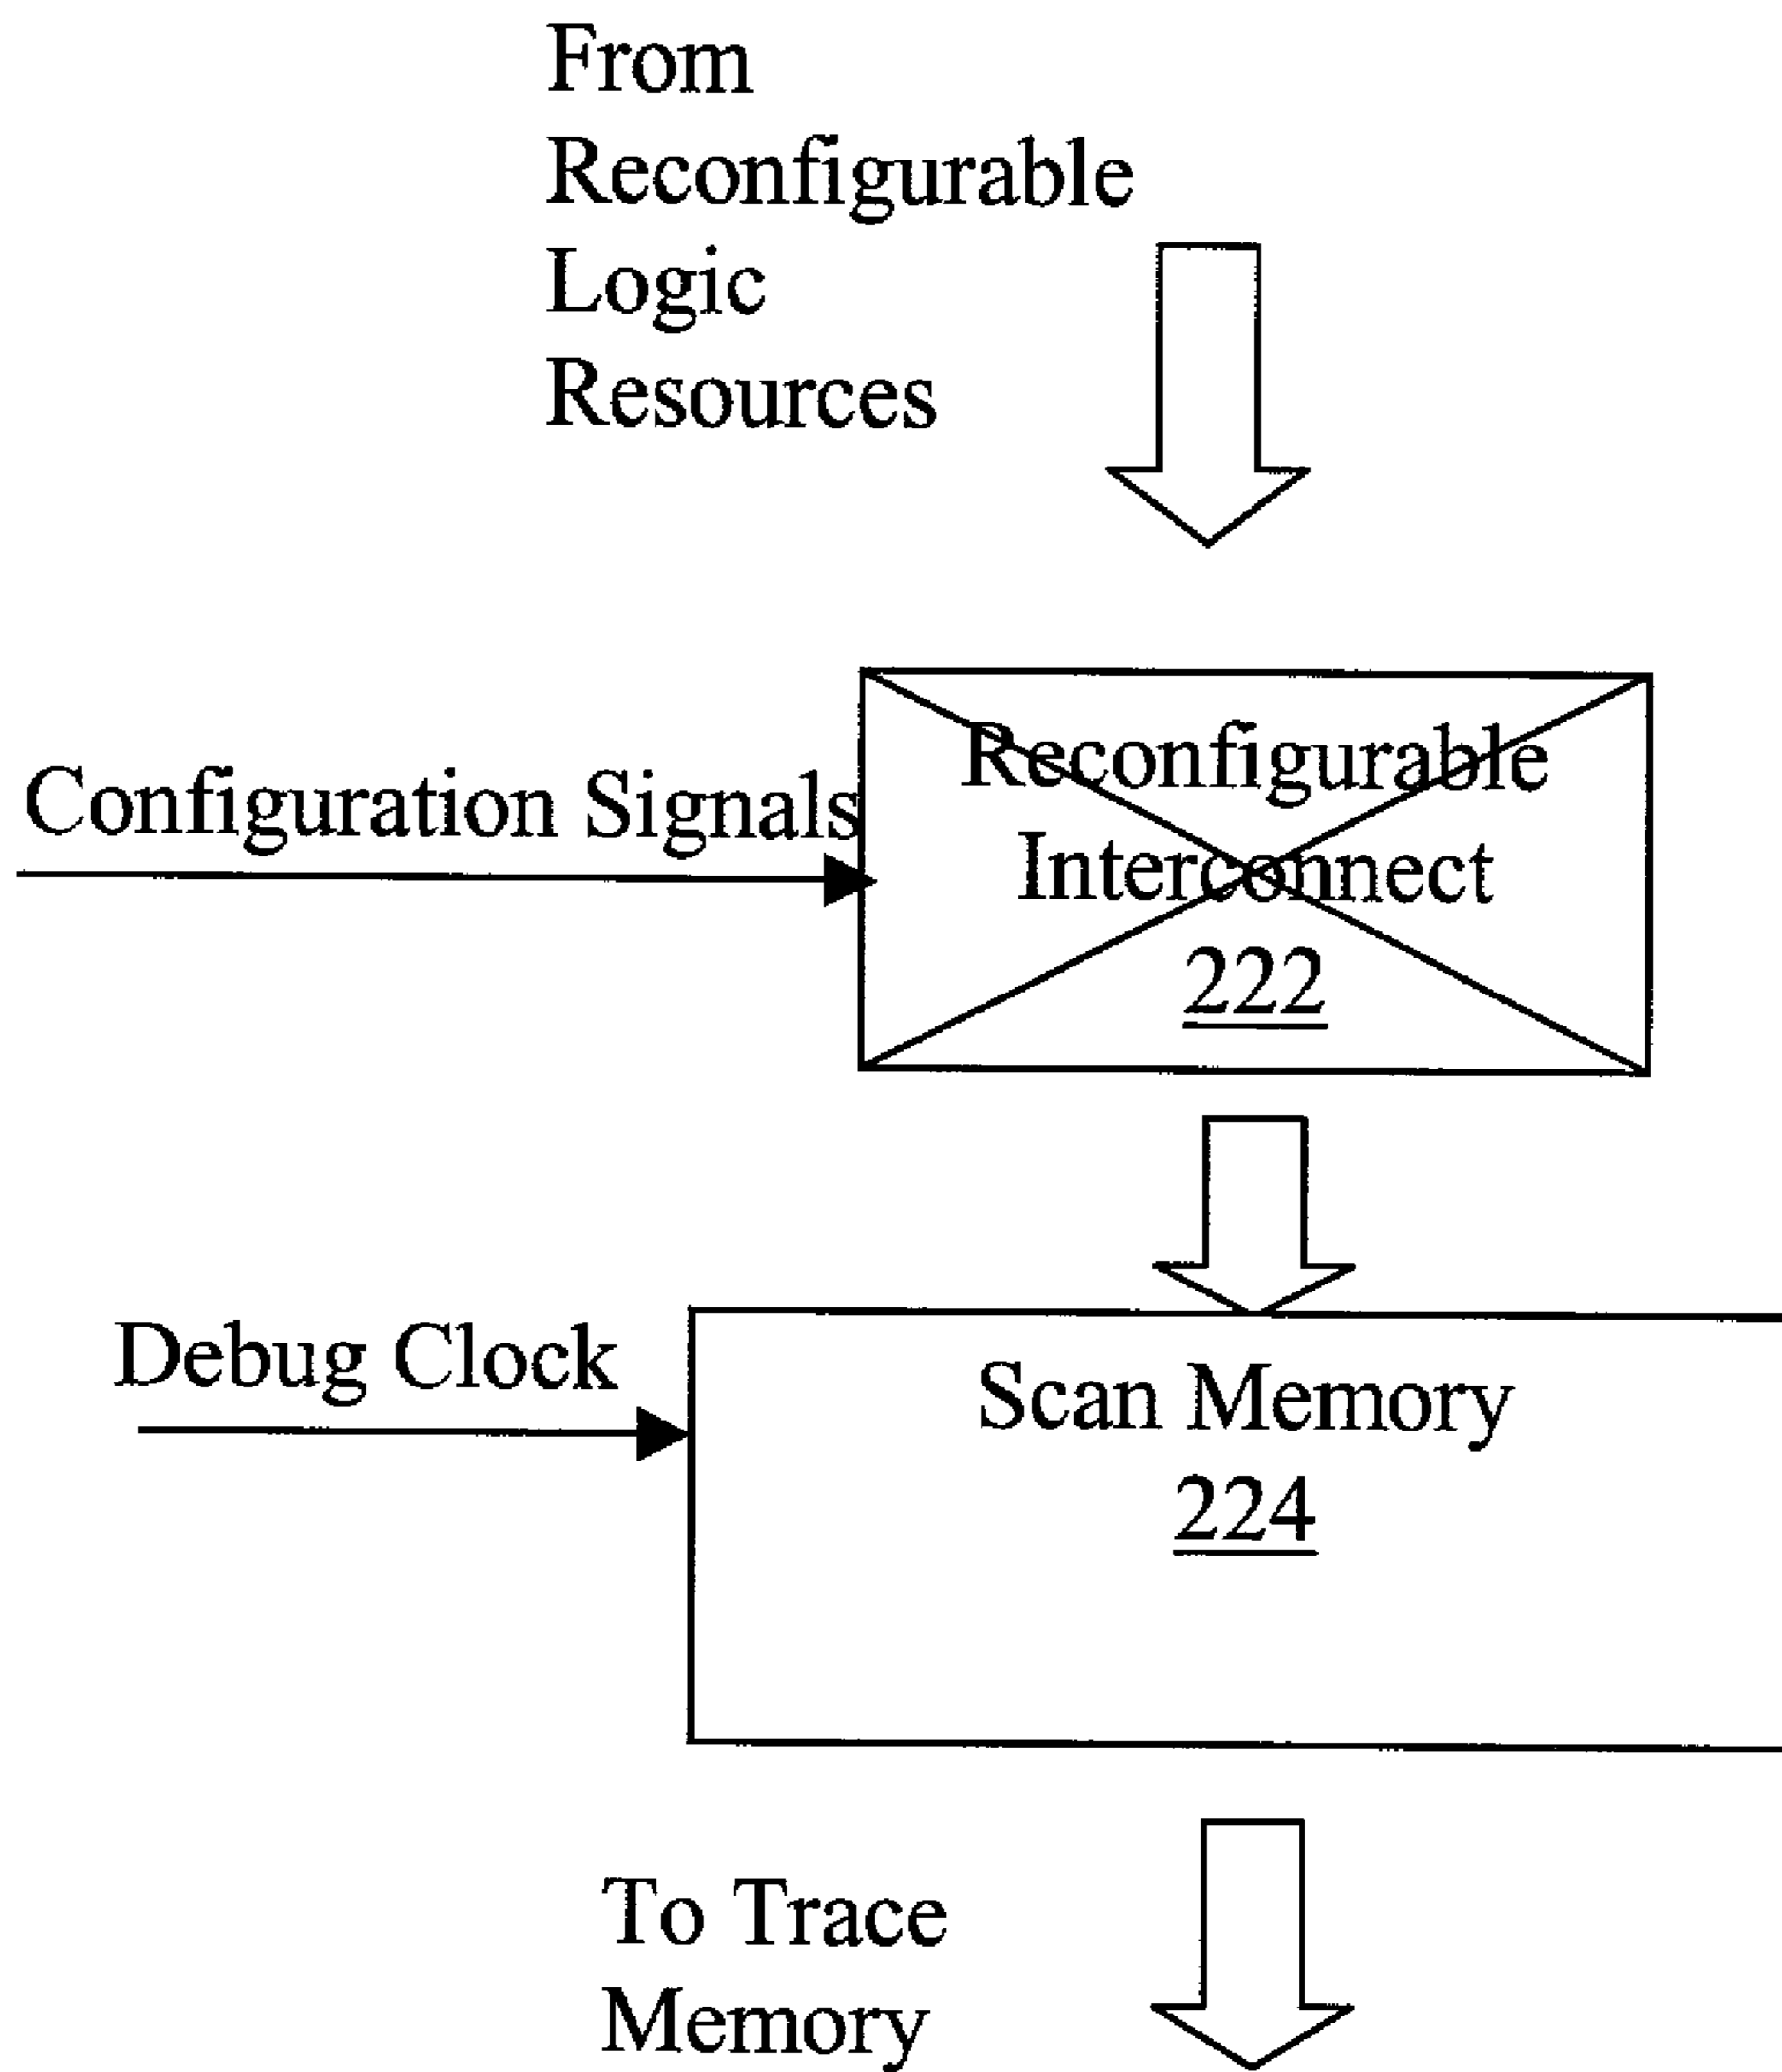 From
Reconfigurable
Logic
Resources
Configuration Signals
Reconfigurable
Interconnect
222
Debug Clock
Scan Memory
224
To Trace
Memory